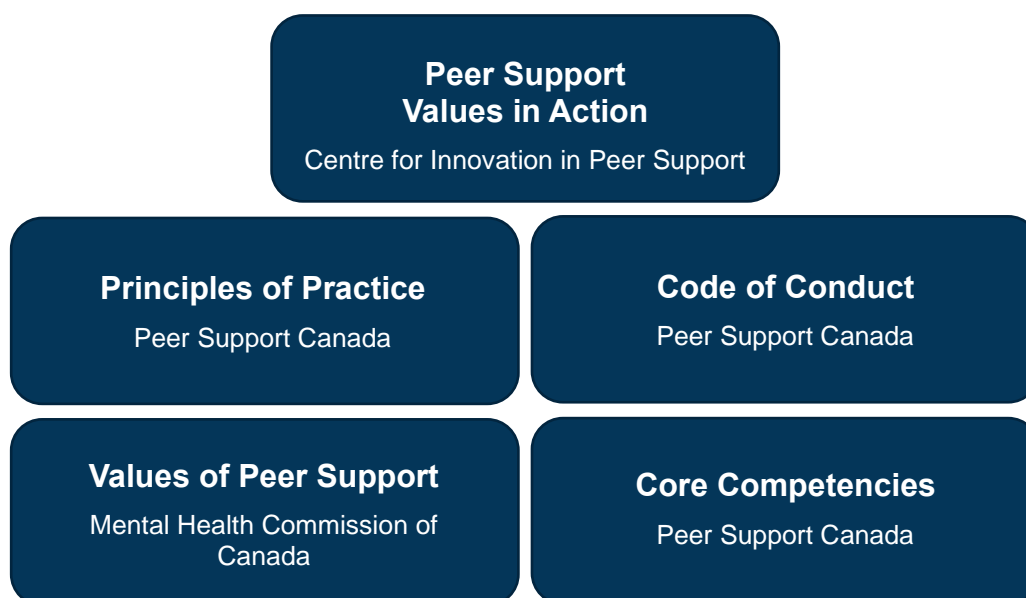 Peer Support
Values in Action
Centre for Innovation in Peer Support
Principles of Practice
Peer Support Canada
Code of Conduct
Peer Support Canada
Values of Peer Support
Mental Health Commission of
Canada
Core Competencies
Peer Support Canada